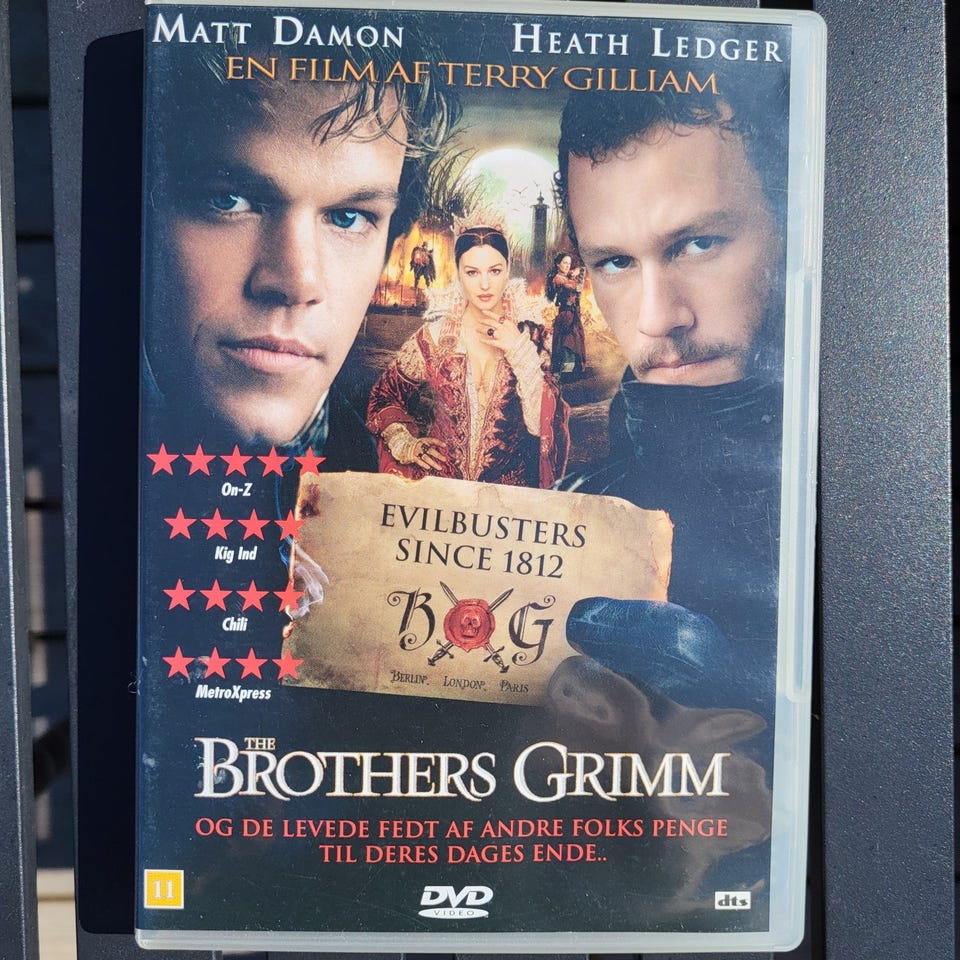 MATT DAMON HEATH LEDGER
EN FILM AF TERRY GILLIAM
On-Z
Kig Ind
Chili
MetroXpress
EVILBUSTERS
SINCE 1812
B G
BERLIN. LONDON. PARIS
THE
BROTHERS GRIMM
OG DE LEVEDE FEDT AF ANDRE FOLKS PENGE
TIL DERES DAGES ENDE..
11
DVD
VIDEO
dts